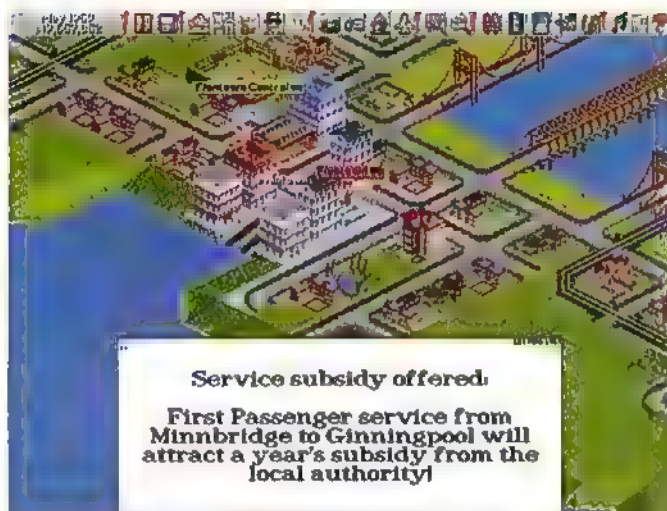 Service subsidy offered:
First Passenger service from
Minnbridge to Ginningpool will
attract a year's subsidy from the
local authority!